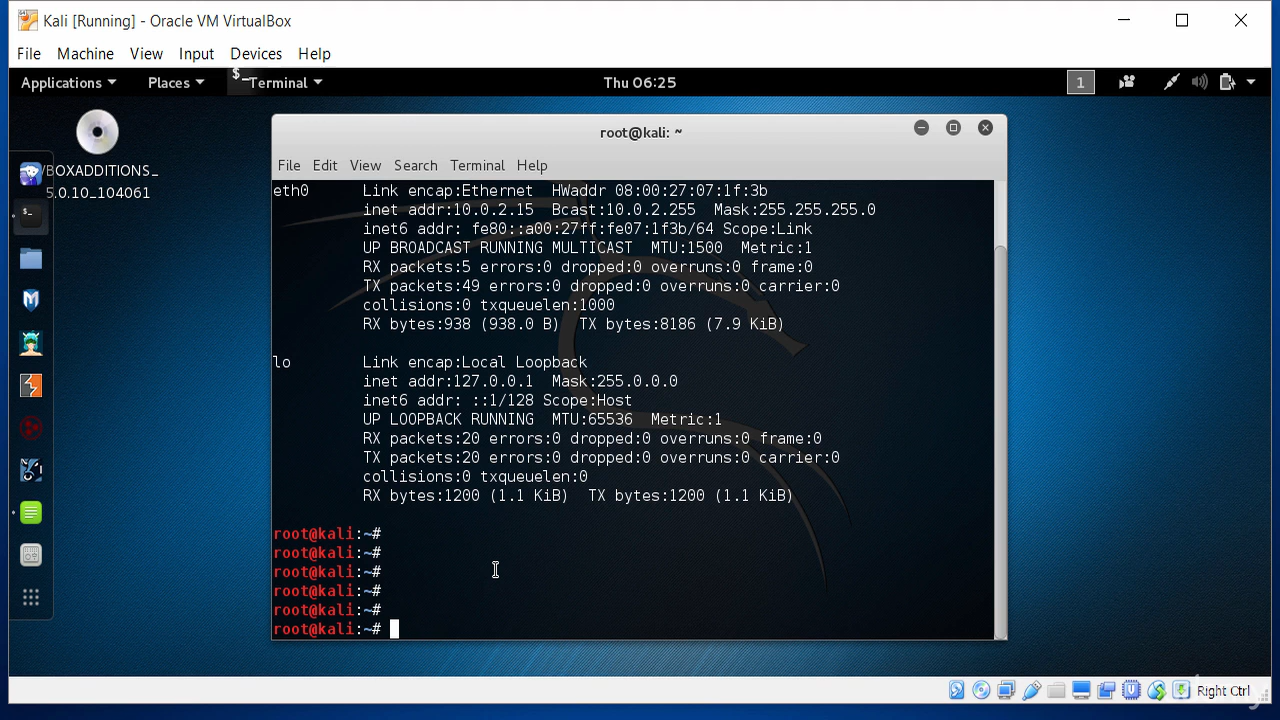 Kali [Running] - Oracle VM VirtualBox
File Machine View Input Devices Help
Applications Places $_ Terminal Thu 06:25 1
VBOXADDITIONS_
5.0.10_104061
root@kali: ~
File Edit View Search Terminal Help
eth0 Link encap:Ethernet HWaddr 08:00:27:07:1f:3b
inet addr:10.0.2.15 Bcast:10.0.2.255 Mask:255.255.255.0
inet6 addr: fe80::a00:27ff:fe07:1f3b/64 Scope:Link
UP BROADCAST RUNNING MULTICAST MTU:1500 Metric:1
RX packets:5 errors:0 dropped:0 overruns:0 frame:0
TX packets:49 errors:0 dropped:0 overruns:0 carrier:0
collisions:0 txqueuelen:1000
RX bytes:938 (938.0 B) TX bytes:8186 (7.9 KiB)
lo Link encap:Local Loopback
inet addr:127.0.0.1 Mask:255.0.0.0
inet6 addr: ::1/128 Scope:Host
UP LOOPBACK RUNNING MTU:65536 Metric:1
RX packets:20 errors:0 dropped:0 overruns:0 frame:0
TX packets:20 errors:0 dropped:0 overruns:0 carrier:0
collisions:0 txqueuelen:0
RX bytes:1200 (1.1 KiB) TX bytes:1200 (1.1 KiB)
root@kali:~#
root@kali:~#
root@kali:~#
root@kali:~#
root@kali:~#
root@kali:~#
Right Ctrl